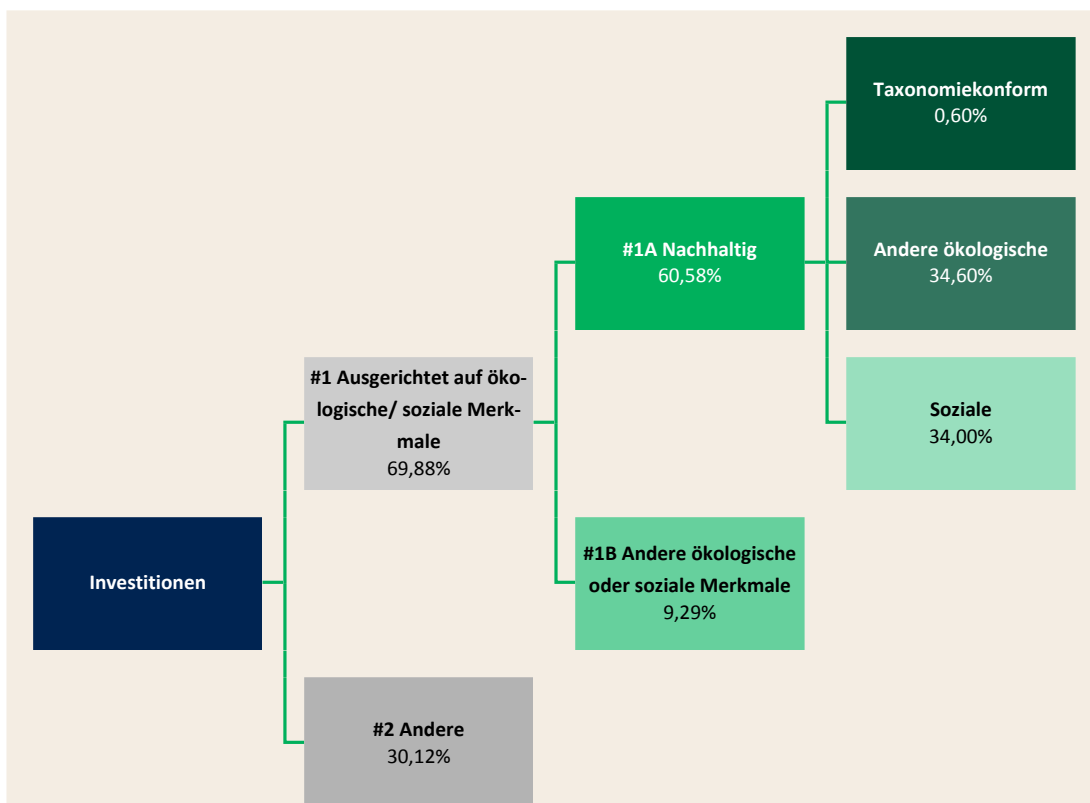 Taxonomiekonform
0,60%
#1A Nachhaltig
60,58%
Andere ökologische
34,60%
#1 Ausgerichtet auf öko-
logische/ soziale Merk-
male
69,88%
Soziale
34,00%
Investitionen
#1B Andere ökologische
oder soziale Merkmale
9,29%
#2 Andere
30,12%